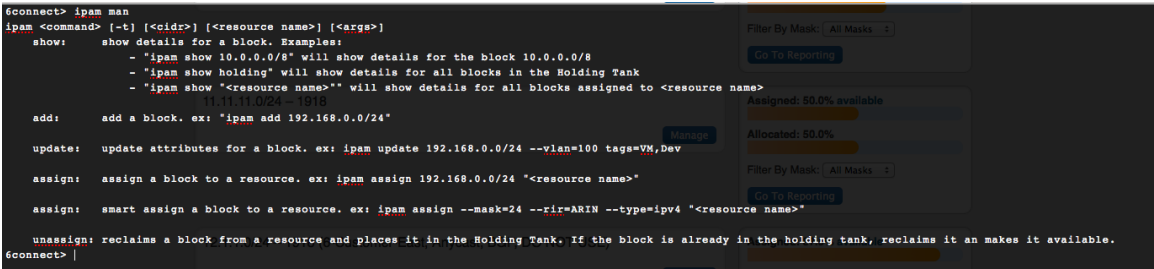 6connect> ipam man
ipam <command> [-t] [<cidr>] [<resource name>] [<args>]
show: show details for a block. Examples:
- "ipam show 10.0.0.0/8" will show details for the block 10.0.0.0/8
- "ipam show holding" will show details for all blocks in the Holding Tank
- "ipam show "<resource name>"" will show details for all blocks assigned to <resource name>
add: add a block. ex: "ipam add 192.168.0.0/24"
update: update attributes for a block. ex: ipam update 192.168.0.0/24 --vlan=100 tags=VM,Dev
assign: assign a block to a resource. ex: ipam assign 192.168.0.0/24 "<resource name>"
assign: smart assign a block to a resource. ex: ipam assign --mask=24 --rir=ARIN --type=ipv4 "<resource name>"
unassign: reclaims a block from a resource and places it in the Holding Tank. If the block is already in the holding tank, reclaims it an makes it available.
6connect>
11.11.11.0/24 – 1918
Manage
Filter By Mask: All Masks
Go To Reporting
Assigned: 50.0% available
Allocated: 50.0%
Filter By Mask: All Masks
Go To Reporting